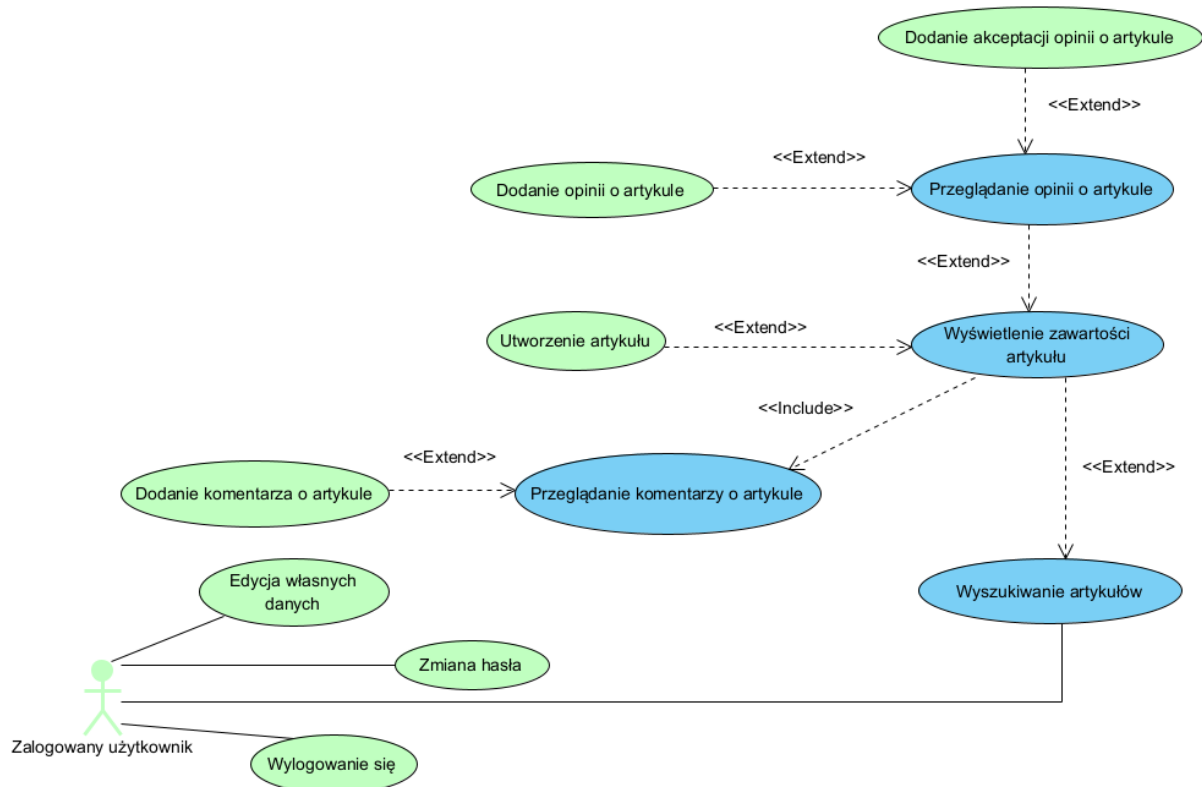 Dodanie akceptacji opinii o artykule
<<Extend>>
<<Extend>>
Dodanie opinii o artykule
Przeglądanie opinii o artykule
<<Extend>>
<<Extend>>
Utworzenie artykułu
Wyświetlenie zawartości
artykułu
<<Include>>
<<Extend>>
<<Extend>>
Dodanie komentarza o artykule
Przeglądanie komentarzy o artykule
Edycja własnych
danych
Wyszukiwanie artykułów
Zmiana hasła
Zalogowany użytkownik
Wylogowanie się